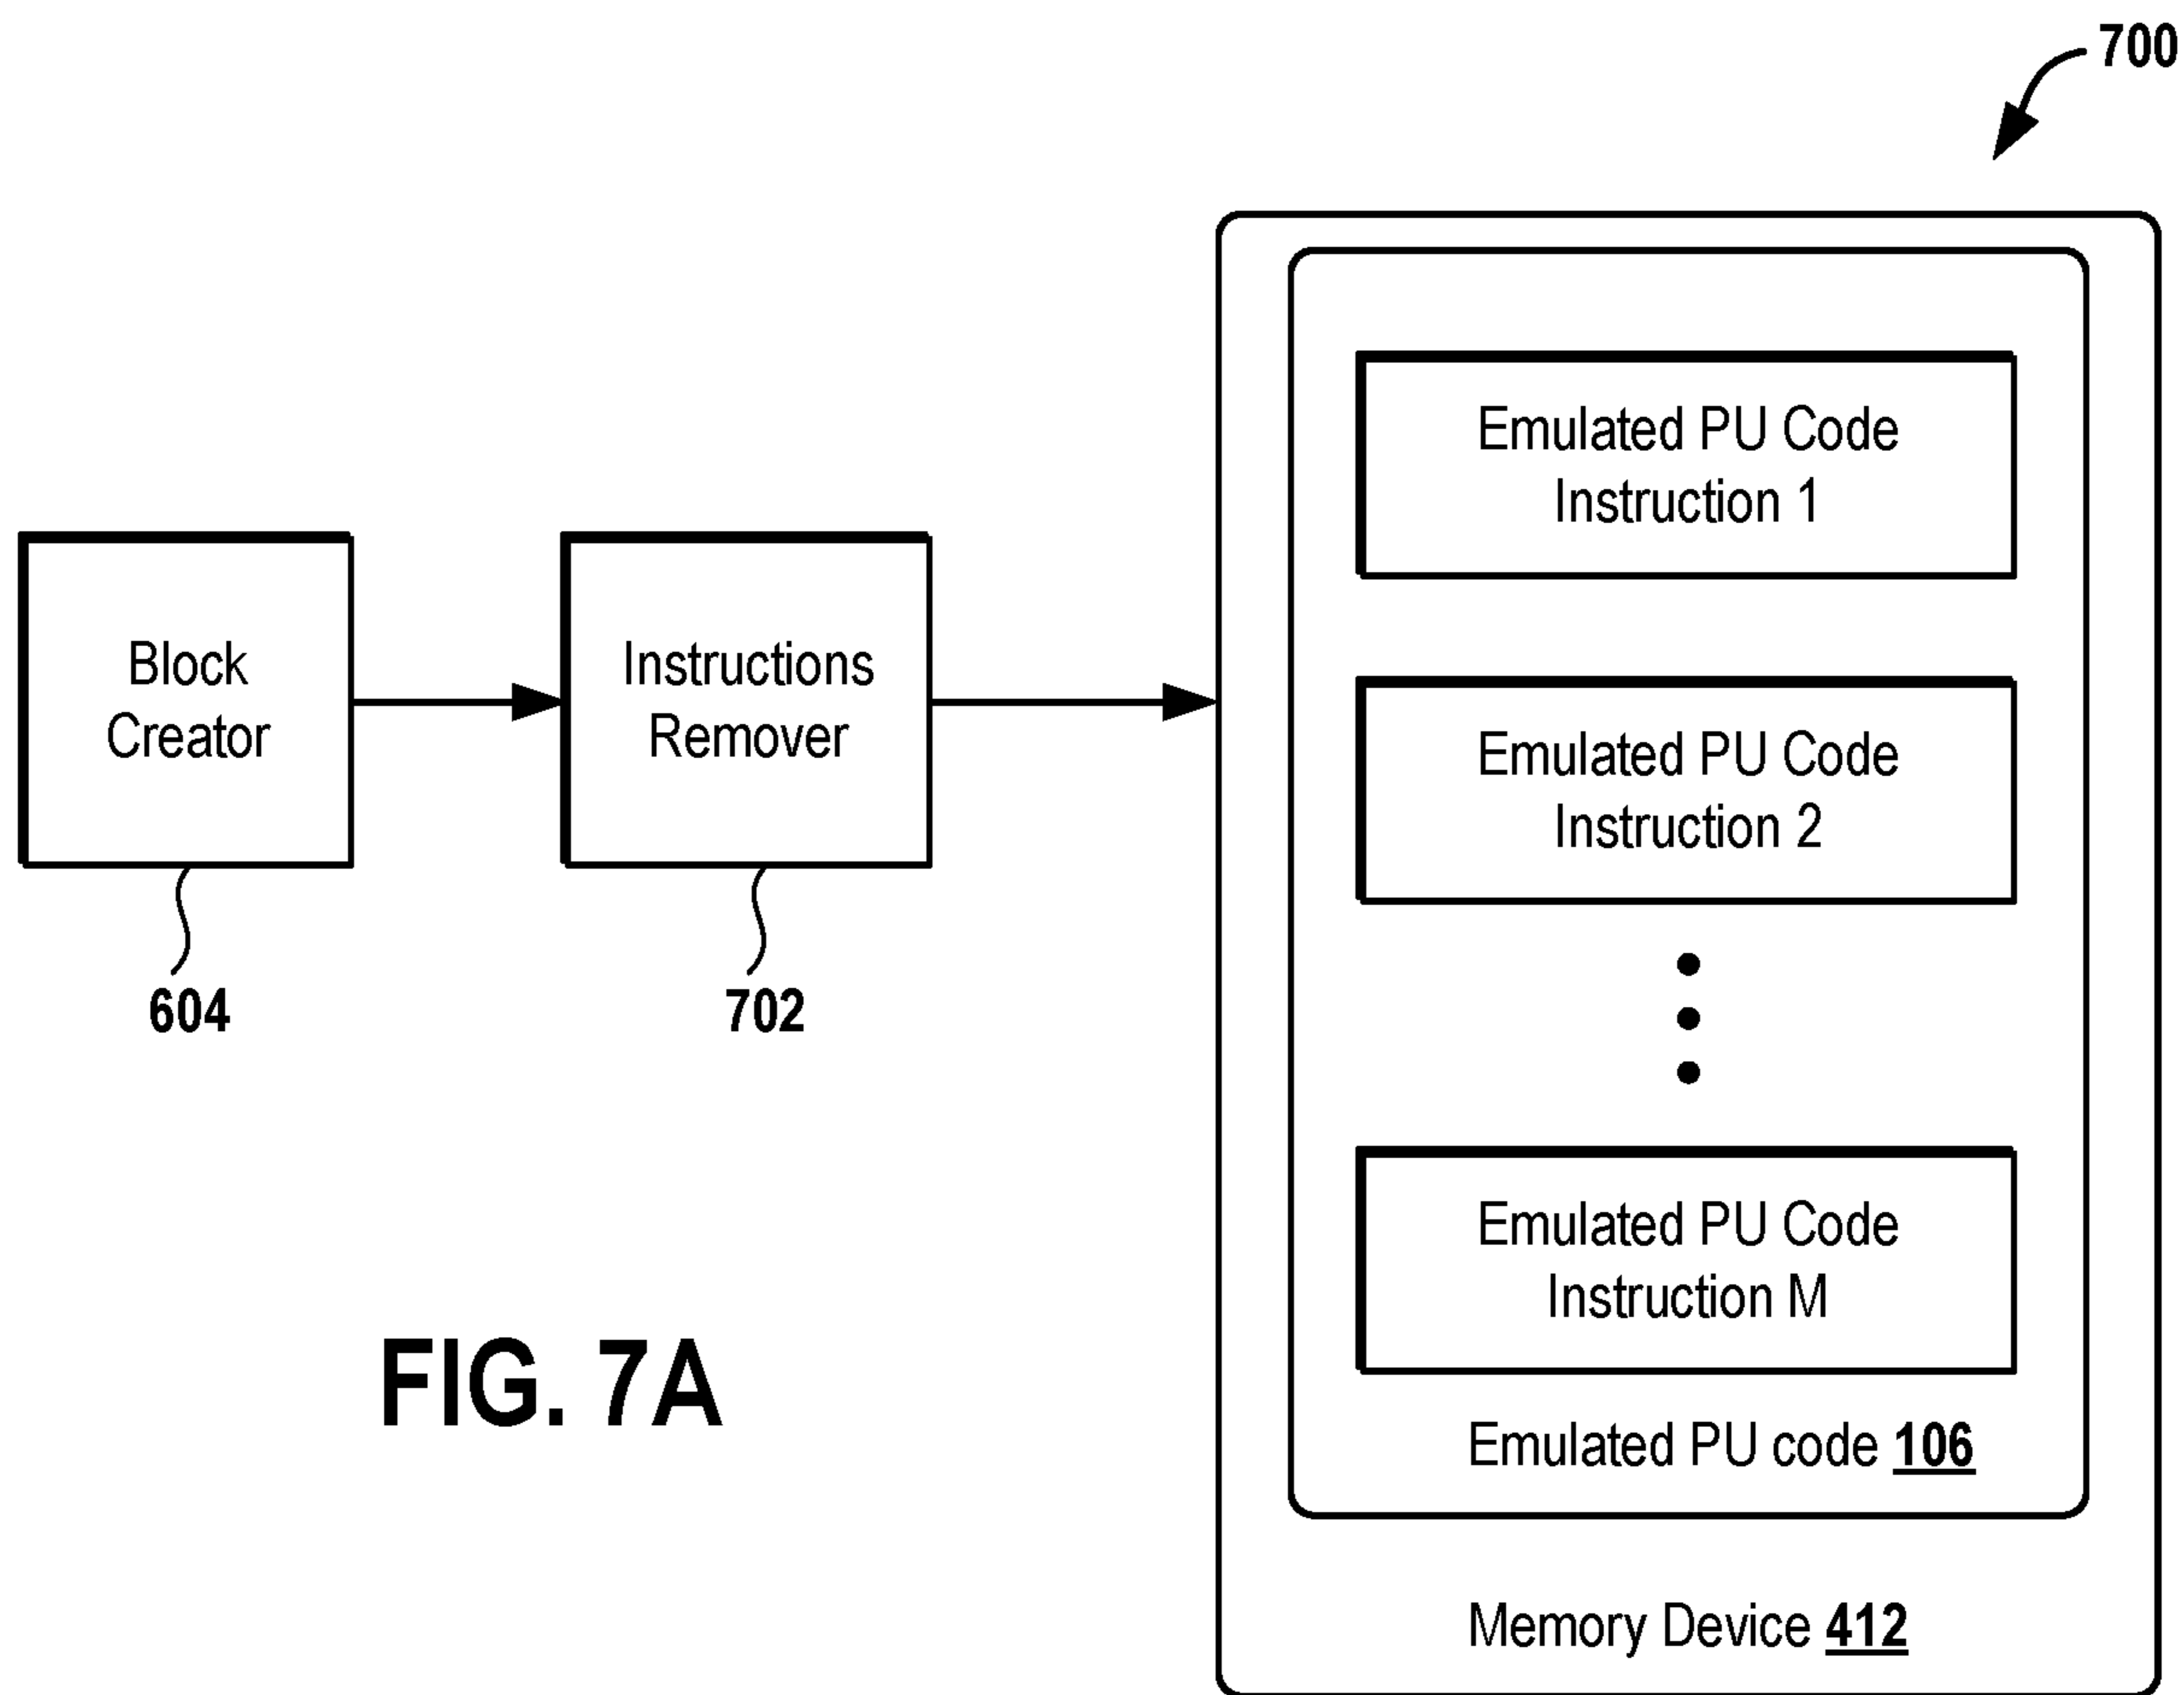 700
Block
Creator
604
Instructions
Remover
702
Emulated PU Code
Instruction 1
Emulated PU Code
Instruction 2
Emulated PU Code
Instruction M
Emulated PU code 106
Memory Device 412
FIG. 7A